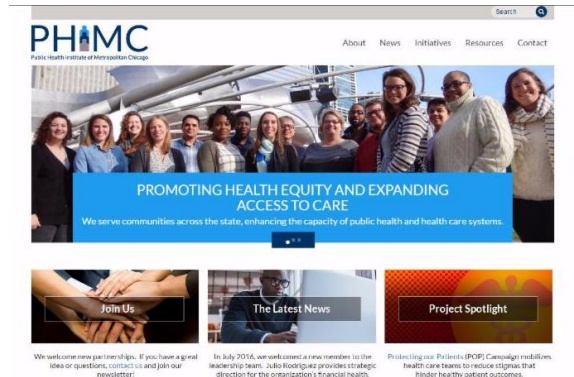 Search
PHIMC
Public Health Institute of Metropolitan Chicago
About News Initiatives Resources Contact
PROMOTING HEALTH EQUITY AND EXPANDING
ACCESS TO CARE
We serve communities across the state, enhancing the capacity of public health and health care systems.
Join Us
The Latest News
Project Spotlight
We welcome new partnerships. If you have a great
idea or questions, contact us and join our
newsletter!
In July 2016, we welcomed a new member to the
leadership team. Julio Rodriguez provides strategic
direction for the organization's financial health,
Protecting our Patients (POP) Campaign mobilizes
health care teams to reduce stigmas that
hinder healthy patient outcomes.